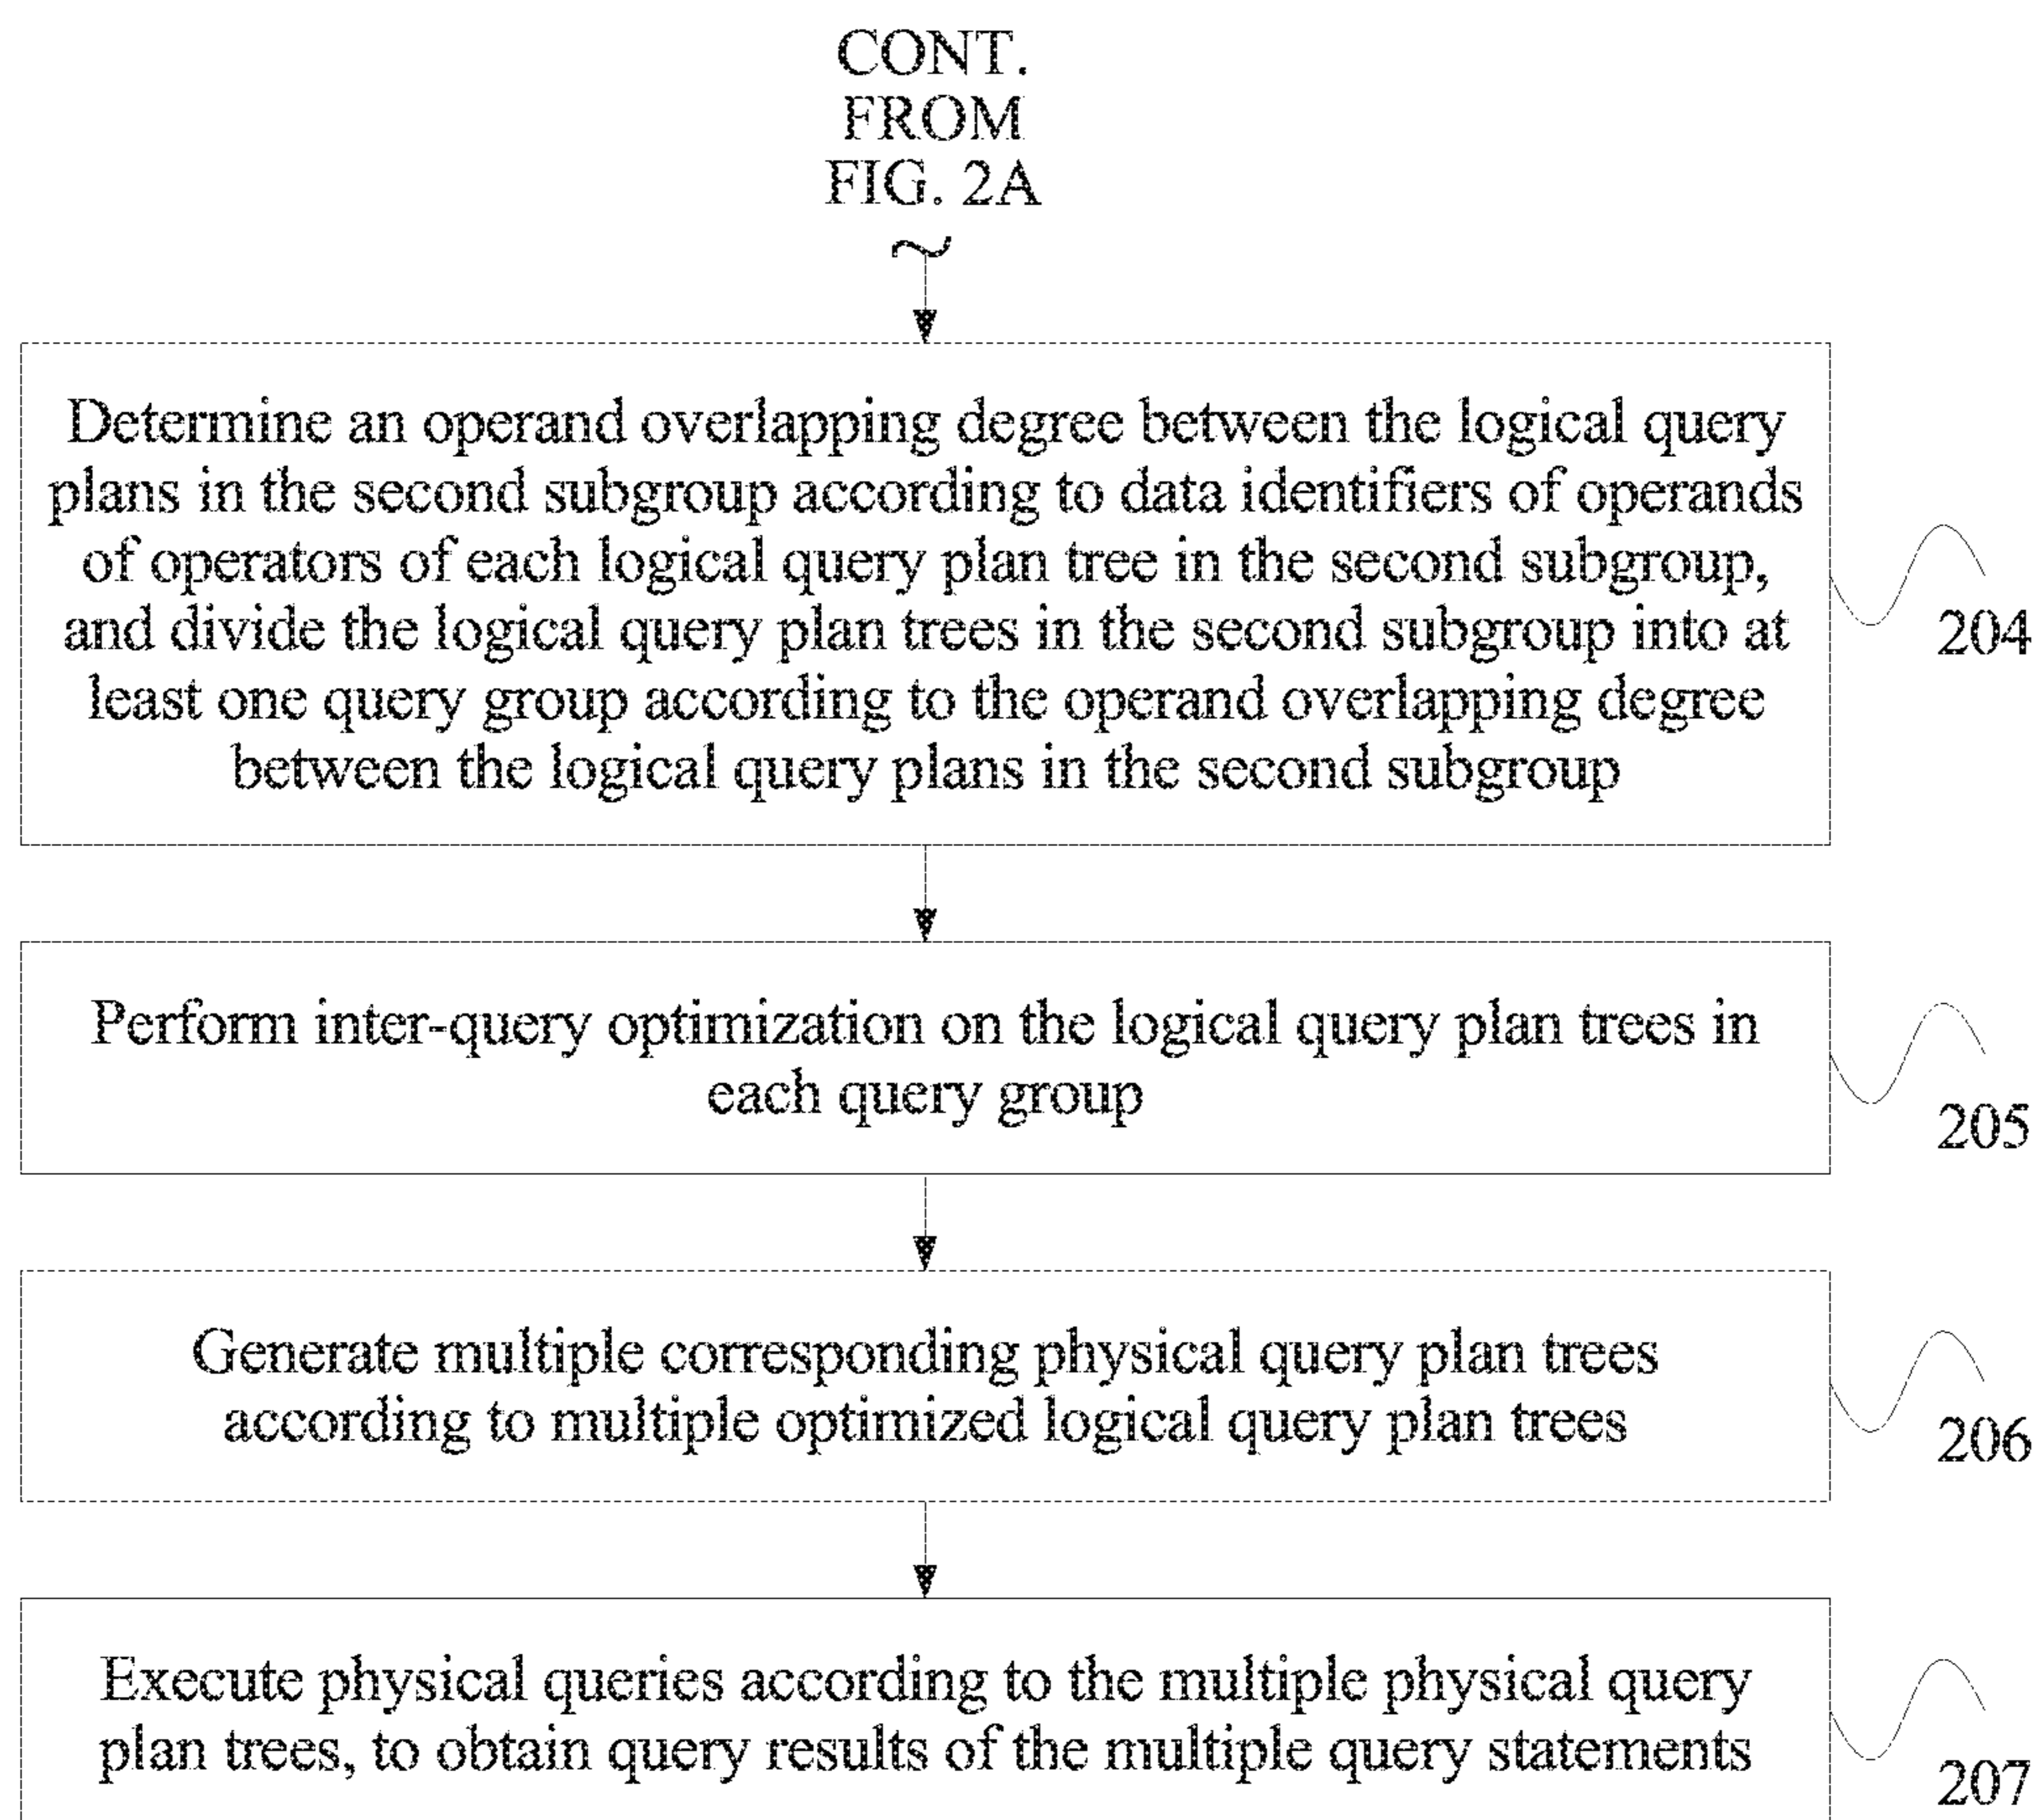 CONT.
FROM
FIG. 2A
Determine an operand overlapping degree between the logical query
plans in the second subgroup according to data identifiers of operands
of operators of each logical query plan tree in the second subgroup,
and divide the logical query plan trees in the second subgroup into at
least one query group according to the operand overlapping degree
between the logical query plans in the second subgroup
204
Perform inter-query optimization on the logical query plan trees in
each query group
205
Generate multiple corresponding physical query plan trees
according to multiple optimized logical query plan trees
206
Execute physical queries according to the multiple physical query
plan trees, to obtain query results of the multiple query statements
207